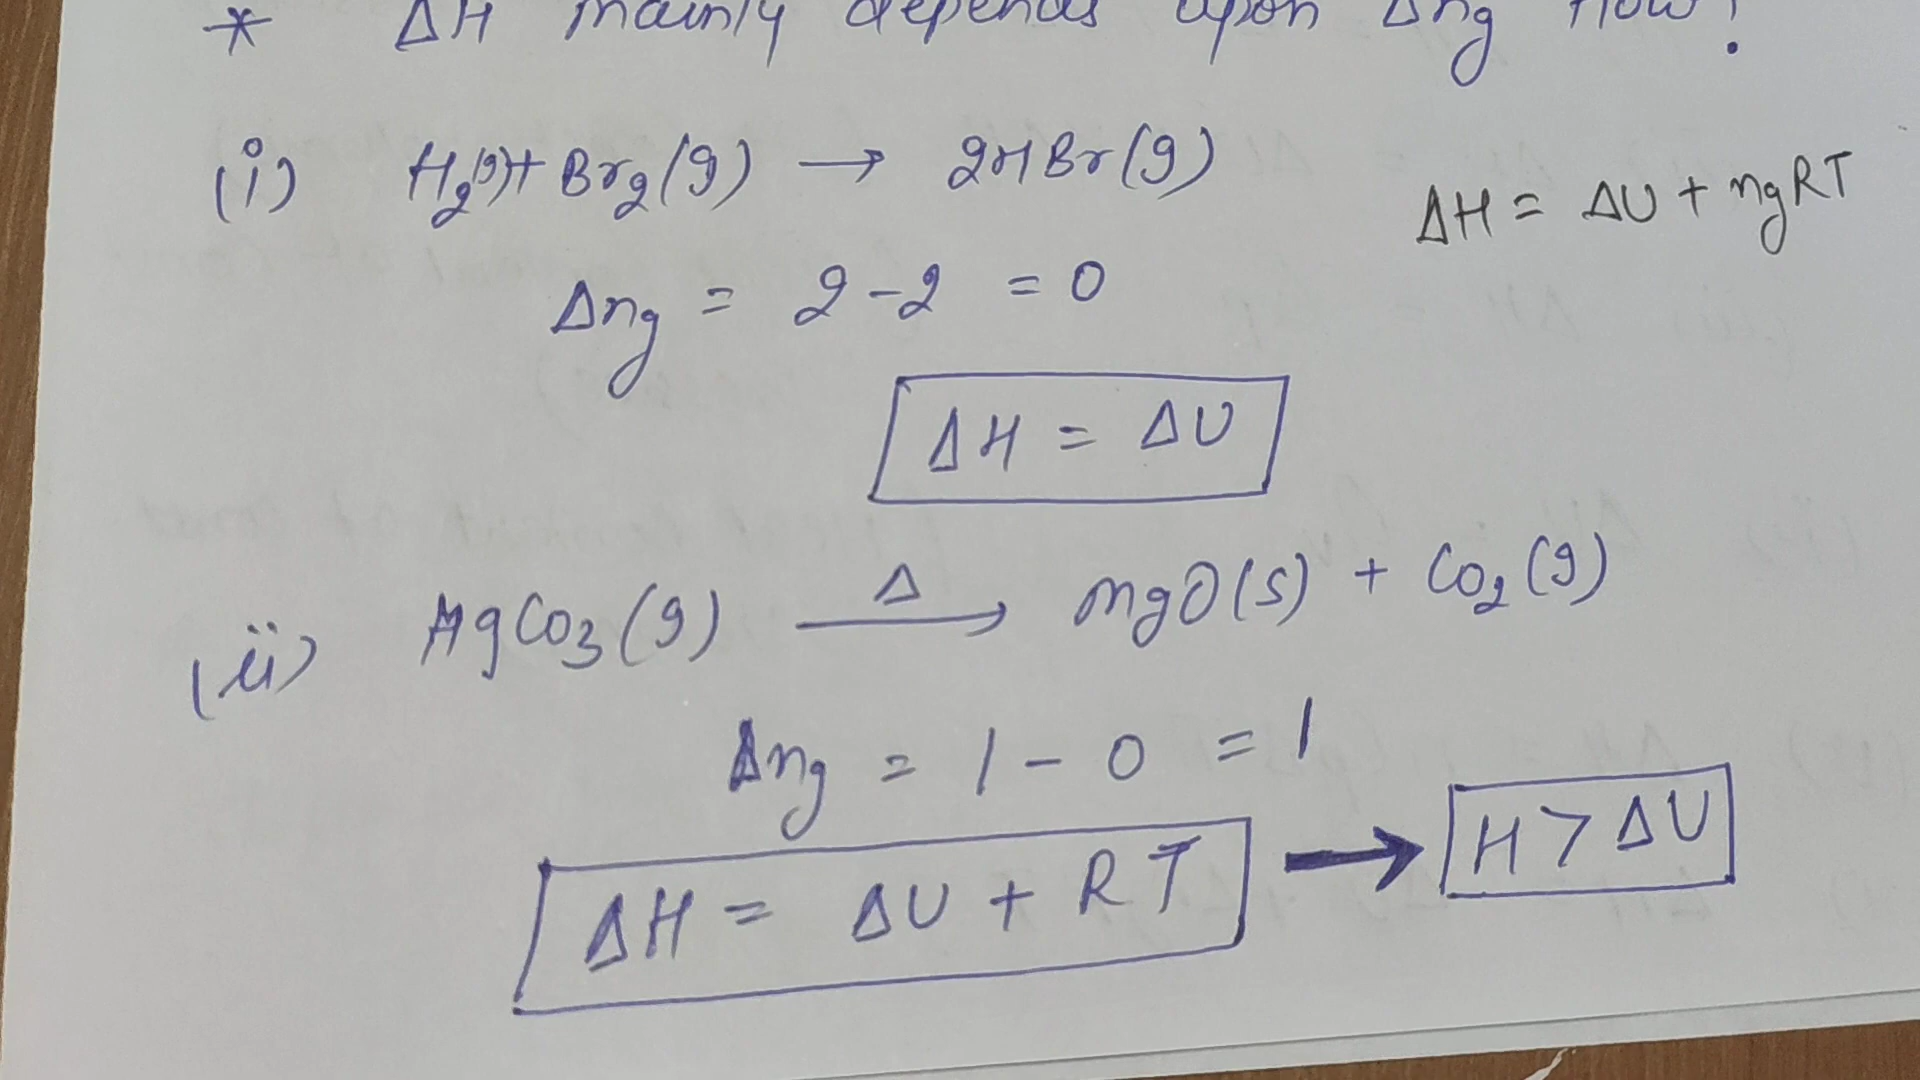 * ΔH mainly depends upon Δng How?
(i) H₂(g)+ Br₂(g) → 2HBr(g)
ΔH = ΔU + ngRT
Δng = 2-2 = 0
ΔH = ΔU
(ii) MgCO₃(g) Δ→ MgO(s) + CO₂(g)
Δng = 1 - 0 = 1
ΔH = ΔU + RT → H > ΔU